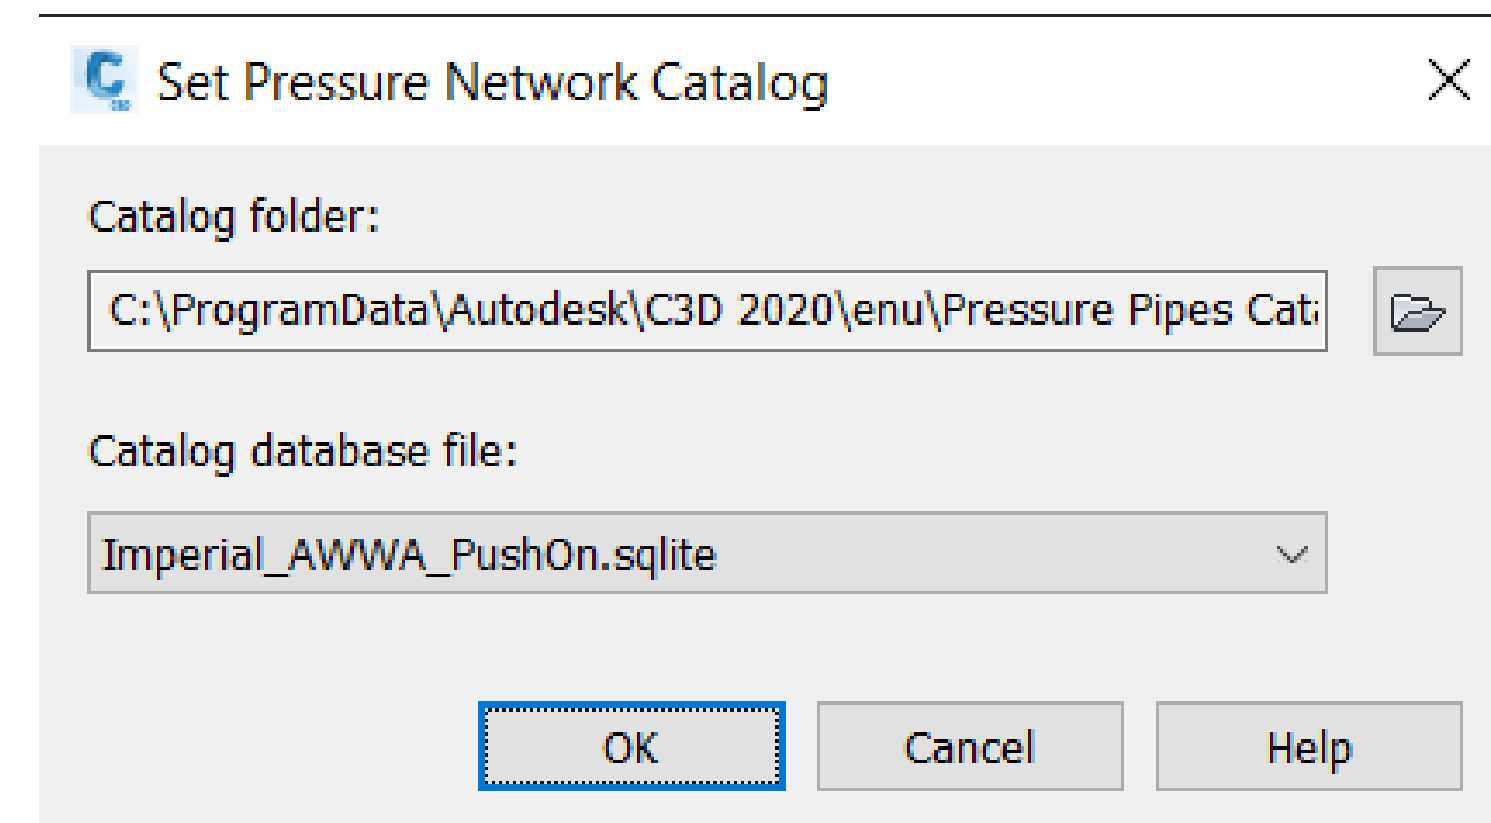 Set Pressure Network Catalog
Catalog folder:
C:\ProgramData\Autodesk\C3D 2020\enu\Pressure Pipes
Catalog database file:
Imperial_AWWA_PushOn.sqlite
OK
Cancel
Help